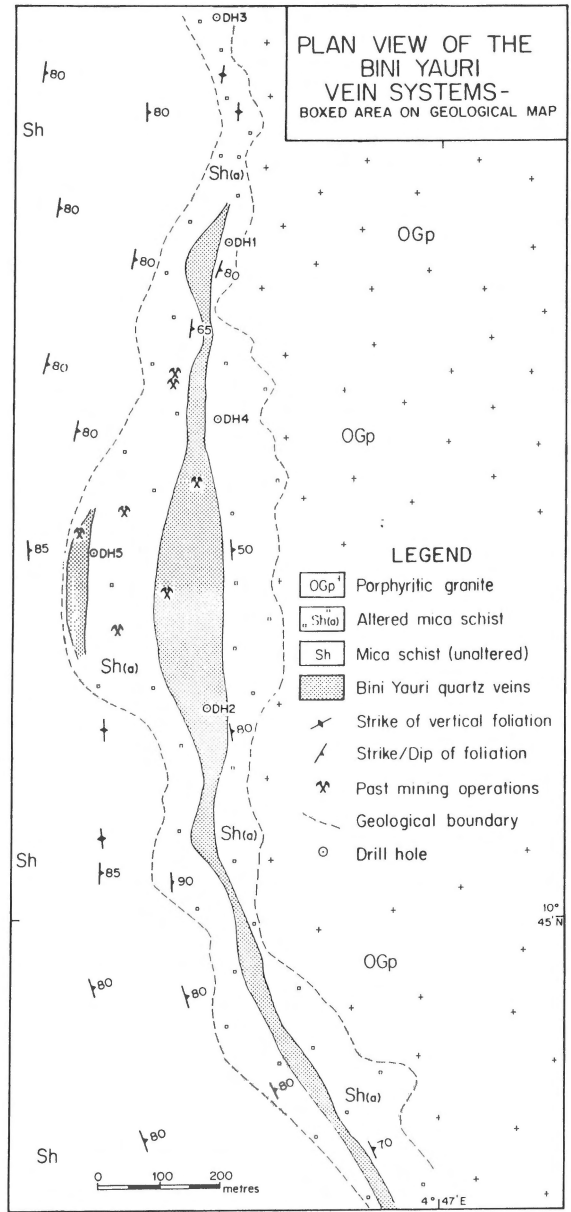 PLAN VIEW OF THE
BINI YAURI
VEIN SYSTEMS-
BOXED AREA ON GEOLOGICAL MAP
DH3
80
80
80
Sh
Sh(a)
80
OGp
DH1
80
80
65
80
DH4
80
OGp
85
DH5
50
Sh(a)
DH2
80
LEGEND
OGp Porphyritic granite
Sh(a) Altered mica schist
Sh Mica schist (unaltered)
Bini Yauri quartz veins
Strike of vertical foliation
Strike/Dip of foliation
Past mining operations
Geological boundary
Drill hole
Sh(a)
Sh
85
90
10°
45'N
OGp
80
80
80
Sh(a)
80
70
Sh
0 100 200
metres
4° 47'E